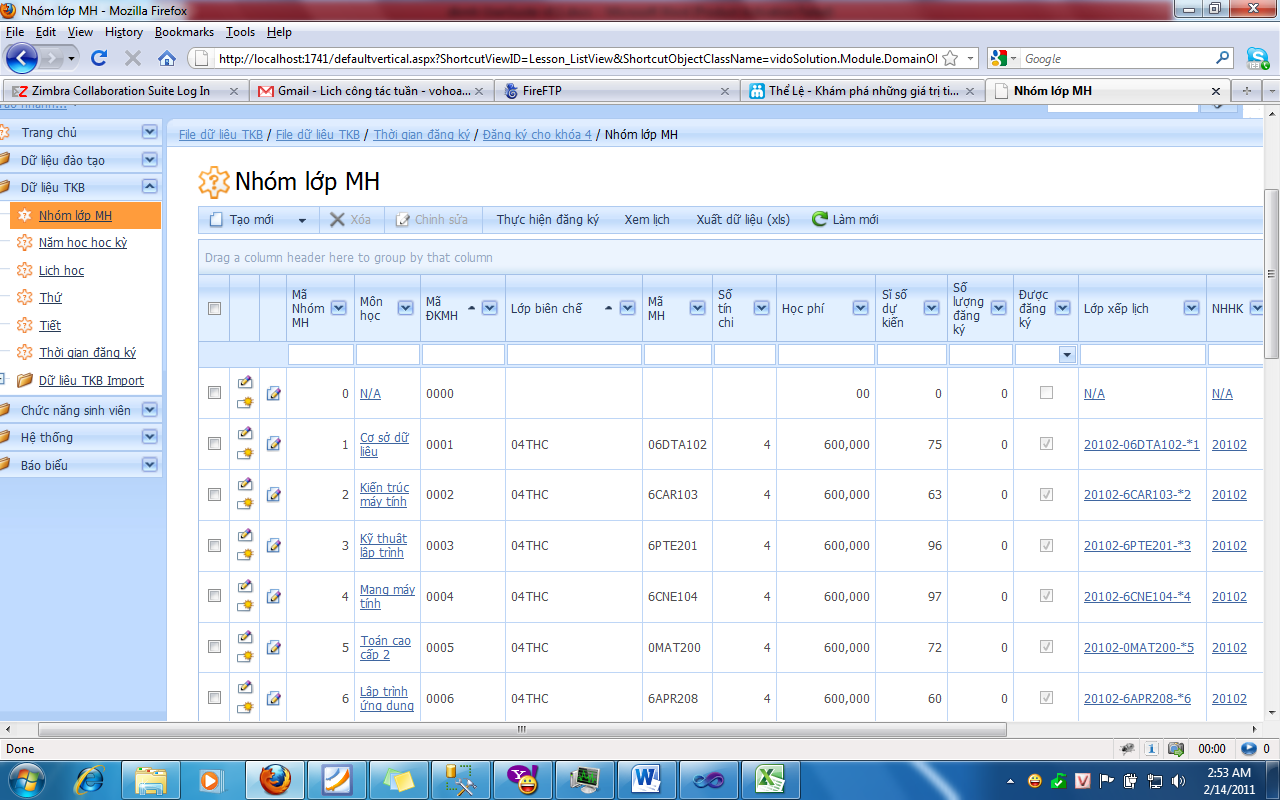 Nhóm lớp MH - Mozilla Firefox
File Edit View History Bookmarks Tools Help
http://localhost:1741/defaultvertical.aspx?ShortcutViewID=Lesson_ListView&ShortcutObjectClassName=vidoSolution.Module.DomainOl
Google
Zimbra Collaboration Suite Log In
Gmail - Lich công tác tuần - vohoa...
FireFTP
Thể Lệ - Khám phá những giá trị ti...
Nhóm lớp MH
Trang chủ
Dữ liệu đào tạo
Dữ liệu TKB
Nhóm lớp MH
Năm học học kỳ
Lịch học
Thứ
Tiết
Thời gian đăng ký
Dữ liệu TKB Import
Chức năng sinh viên
Hệ thống
Báo biểu
File dữ liệu TKB / File dữ liệu TKB / Thời gian đăng ký / Đăng ký cho khóa 4 / Nhóm lớp MH
Nhóm lớp MH
Tạo mới Xóa Chỉnh sửa Thực hiện đăng ký Xem lịch Xuất dữ liệu (xls) Làm mới
Drag a column header here to group by that column
Mã Nhóm MH
Môn học
Mã ĐKMH
Lớp biên chế
Mã MH
Số tín chi
Học phí
Sĩ số dự kiến
Số lượng đăng ký
Được đăng ký
Lớp xếp lịch
NHHK
0 N/A 0000 00 0 0 N/A N/A
1 Cơ sở dữ liệu 0001 04THC 06DTA102 4 600,000 75 0 20102-06DTA102-*1 20102
2 Kiến trúc máy tính 0002 04THC 6CAR103 4 600,000 63 0 20102-6CAR103-*2 20102
3 Kỹ thuật lập trình 0003 04THC 6PTE201 4 600,000 96 0 20102-6PTE201-*3 20102
4 Mạng máy tính 0004 04THC 6CNE104 4 600,000 97 0 20102-6CNE104-*4 20102
5 Toán cao cấp 2 0005 04THC 0MAT200 4 600,000 72 0 20102-0MAT200-*5 20102
6 Lập trình ứng dụng 0006 04THC 6APR208 4 600,000 60 0 20102-6APR208-*6 20102
Done
00:00
0
2:53 AM
2/14/2011